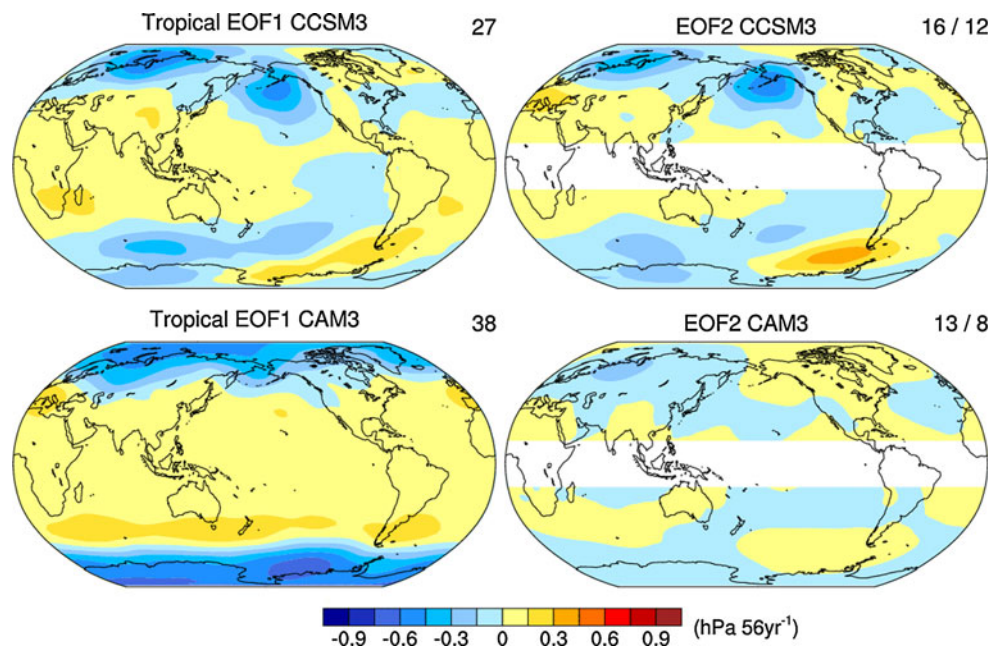 Tropical EOF1 CCSM3 27
EOF2 CCSM3 16 / 12
Tropical EOF1 CAM3 38
EOF2 CAM3 13 / 8
-0.9 -0.6 -0.3 0 0.3 0.6 0.9 (hPa 56yr⁻¹)